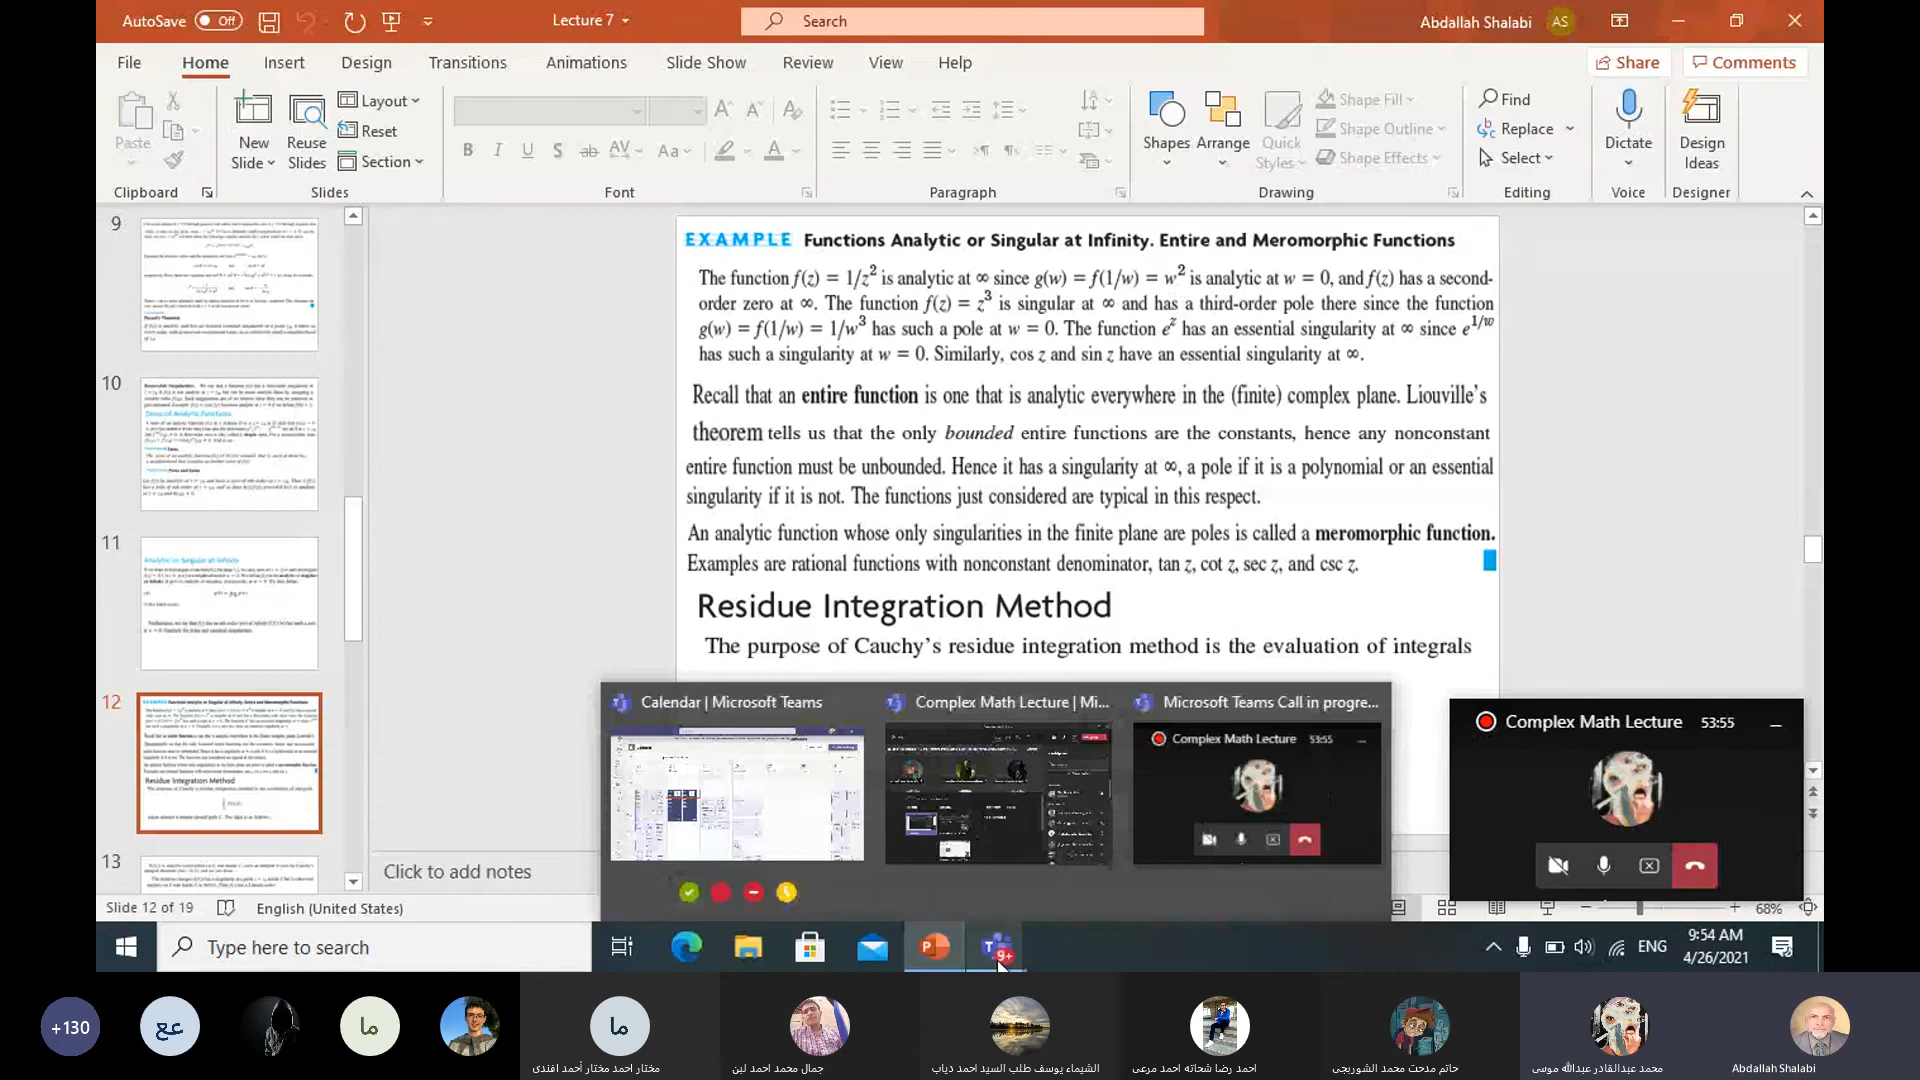 AutoSave Off
Lecture 7
Search
Abdallah Shalabi AS
File Home Insert Design Transitions Animations Slide Show Review View Help
Share Comments
Paste
New Slide
Reuse Slides
Layout
Reset
Section
Shapes
Arrange
Quick Styles
Shape Fill
Shape Outline
Shape Effects
Find
Replace
Select
Dictate
Design Ideas
Clipboard Slides Font Paragraph Drawing Editing Voice Designer
9
10
11
Analytic or Singular at Infinity
12
Residue Integration Method
13
EXAMPLE Functions Analytic or Singular at Infinity. Entire and Meromorphic Functions
The function f(z) = 1/z² is analytic at ∞ since g(w) = f(1/w) = w² is analytic at w = 0, and f(z) has a second-
order zero at ∞. The function f(z) = z³ is singular at ∞ and has a third-order pole there since the function
g(w) = f(1/w) = 1/w³ has such a pole at w = 0. The function e^z has an essential singularity at ∞ since e^{1/w}
has such a singularity at w = 0. Similarly, cos z and sin z have an essential singularity at ∞.
Recall that an entire function is one that is analytic everywhere in the (finite) complex plane. Liouville's
theorem tells us that the only bounded entire functions are the constants, hence any nonconstant
entire function must be unbounded. Hence it has a singularity at ∞, a pole if it is a polynomial or an essential
singularity if it is not. The functions just considered are typical in this respect.
An analytic function whose only singularities in the finite plane are poles is called a meromorphic function.
Examples are rational functions with nonconstant denominator, tan z, cot z, sec z, and csc z.
Residue Integration Method
The purpose of Cauchy's residue integration method is the evaluation of integrals
Calendar | Microsoft Teams
Complex Math Lecture | Mi...
Microsoft Teams Call in progre...
Complex Math Lecture 53:55
Complex Math Lecture 53:55
Click to add notes
Slide 12 of 19 English (United States)
68%
Type here to search
9+
ENG
9:54 AM
4/26/2021
+130
عع
ما
ما
مختار احمد مختار أحمد افندى
جمال محمد احمد لبن
الشيماء يوسف طلب السيد احمد دياب
احمد رضا شحاته احمد مرعى
حاتم مدحت محمد الشوربجى
محمد عبدالقادر عبدالله موسى
Abdallah Shalabi